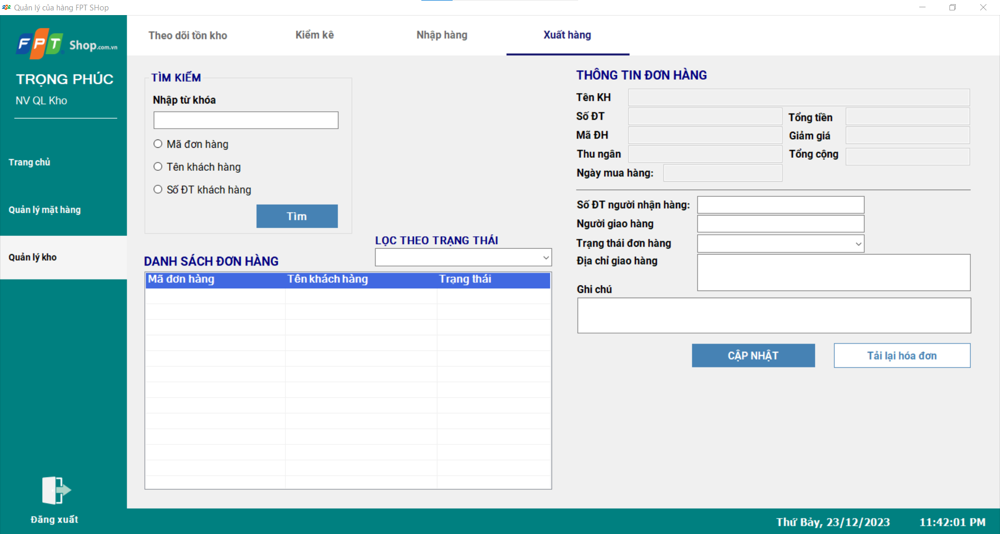 Quản lý của hàng FPT SHop
FPT Shop.com.vn
TRỌNG PHÚC
NV QL Kho
Trang chủ
Quản lý mặt hàng
Quản lý kho
Đăng xuất
Theo dõi tồn kho
Kiểm kê
Nhập hàng
Xuất hàng
TÌM KIẾM
Nhập từ khóa
Mã đơn hàng
Tên khách hàng
Số ĐT khách hàng
Tìm
LỌC THEO TRẠNG THÁI
DANH SÁCH ĐƠN HÀNG
Mã đơn hàng Tên khách hàng Trạng thái
THÔNG TIN ĐƠN HÀNG
Tên KH
Số ĐT Tổng tiền
Mã ĐH Giảm giá
Thu ngân Tổng cộng
Ngày mua hàng:
Số ĐT người nhận hàng:
Người giao hàng
Trạng thái đơn hàng
Địa chỉ giao hàng
Ghi chú
CẬP NHẬT Tải lại hóa đơn
Thứ Bảy, 23/12/2023 11:42:01 PM